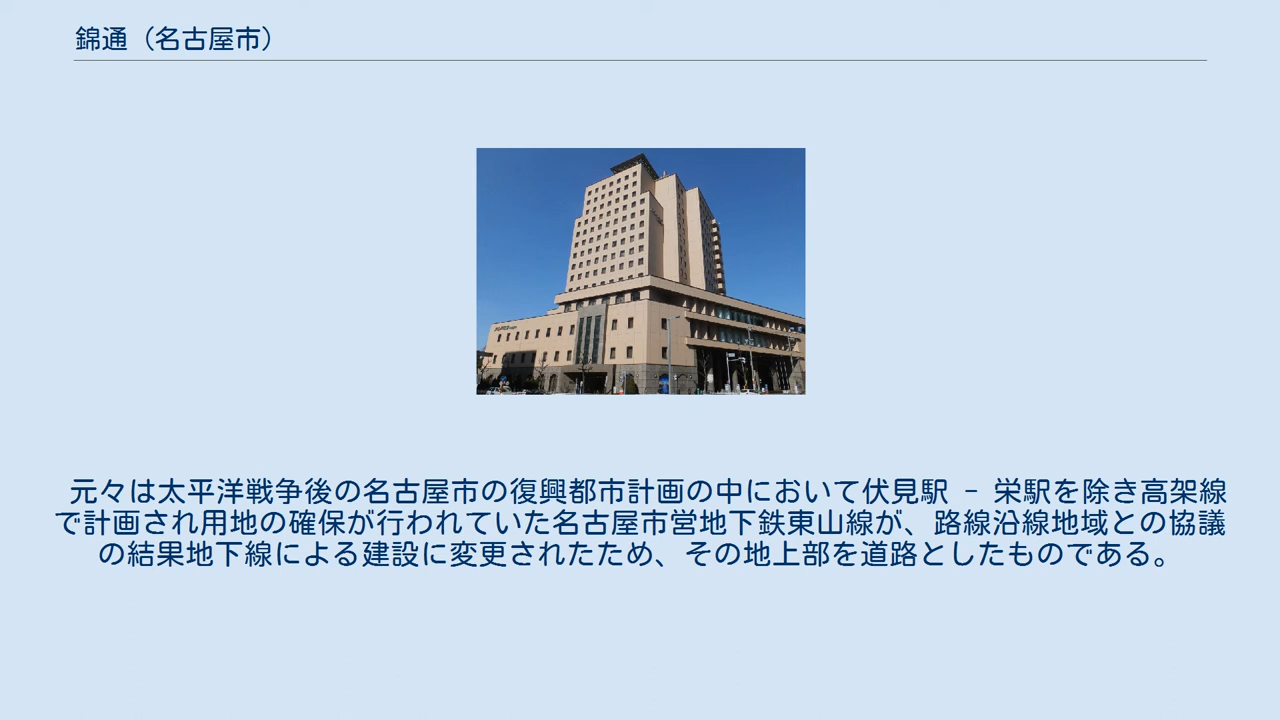 錦通（名古屋市）
元々は太平洋戦争後の名古屋市の復興都市計画の中において伏見駅 - 栄駅を除き高架線
で計画され用地の確保が行われていた名古屋市営地下鉄東山線が、路線沿線地域との協議
の結果地下線による建設に変更されたため、その地上部を道路としたものである。